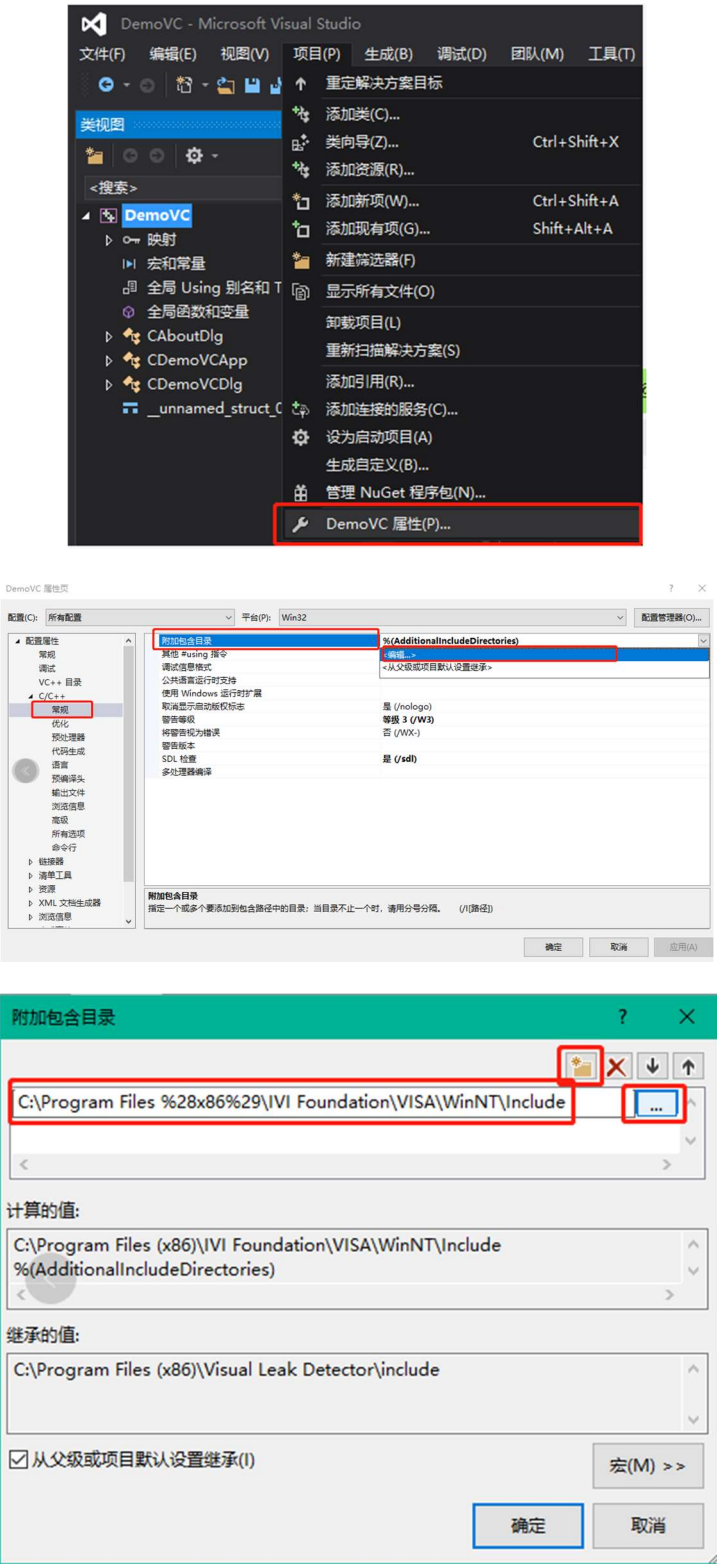 DemoVC - Microsoft Visual Studio
文件(F) 编辑(E) 视图(V) 项目(P) 生成(B) 调试(D) 团队(M) 工具(T)
重定解决方案目标
类视图
添加类(C)...
类向导(Z)... Ctrl+Shift+X
添加资源(R)...
<搜索>
添加新项(W)... Ctrl+Shift+A
DemoVC
添加现有项(G)... Shift+Alt+A
映射
新建筛选器(F)
宏和常量
全局 Using 别名和 T
显示所有文件(O)
全局函数和变量
卸载项目(L)
CAboutDlg
重新扫描解决方案(S)
CDemoVCApp
CDemoVCDlg
添加引用(R)...
__unnamed_struct_0
添加连接的服务(C)...
设为启动项目(A)
生成自定义(B)...
管理 NuGet 程序包(N)...
DemoVC 属性(P)...
DemoVC 属性页 ? ×
配置(C): 所有配置 平台(P): Win32 配置管理器(O)...
配置属性
常规
调试
VC++ 目录
C/C++
常规
优化
预处理器
代码生成
语言
预编译头
输出文件
浏览信息
高级
所有选项
命令行
链接器
清单工具
资源
XML 文档生成器
浏览信息
附加包含目录 %(AdditionalIncludeDirectories)
其他 #using 指令 <编辑...>
调试信息格式 <从父级或项目默认设置继承>
公共语言运行时支持
使用 Windows 运行时扩展
取消显示启动版权标志 是 (/nologo)
警告等级 等级 3 (/W3)
将警告视为错误 否 (/WX-)
警告版本
SDL 检查 是 (/sdl)
多处理器编译
附加包含目录
指定一个或多个要添加到包含路径中的目录；当目录不止一个时，请用分号分隔。 (/I[路径])
确定 取消 应用(A)
附加包含目录 ? ×
C:\Program Files %28x86%29\IVI Foundation\VISA\WinNT\Include ...
计算的值:
C:\Program Files (x86)\IVI Foundation\VISA\WinNT\Include
%(AdditionalIncludeDirectories)
继承的值:
C:\Program Files (x86)\Visual Leak Detector\include
从父级或项目默认设置继承(I)
宏(M) >>
确定 取消